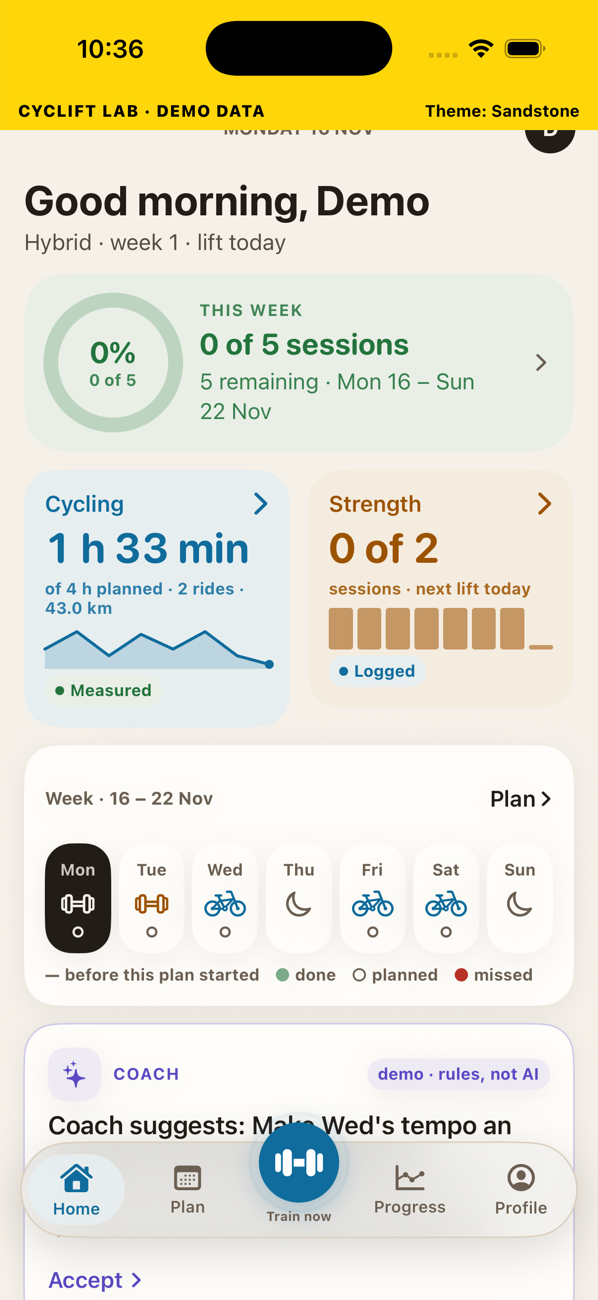 10:36
CYCLIFT LAB · DEMO DATA
Theme: Sandstone
MONDAY 16 NOV
D
Good morning, Demo
Hybrid · week 1 · lift today
0%
0 of 5
THIS WEEK
0 of 5 sessions
5 remaining · Mon 16 – Sun
22 Nov
Cycling
1 h 33 min
of 4 h planned · 2 rides ·
43.0 km
Measured
Strength
0 of 2
sessions · next lift today
Logged
Week · 16 – 22 Nov
Plan
Mon
Tue
Wed
Thu
Fri
Sat
Sun
— before this plan started
done
planned
missed
COACH
demo · rules, not AI
Coach suggests: Make Wed's tempo an
Home
Plan
Train now
Progress
Profile
Accept